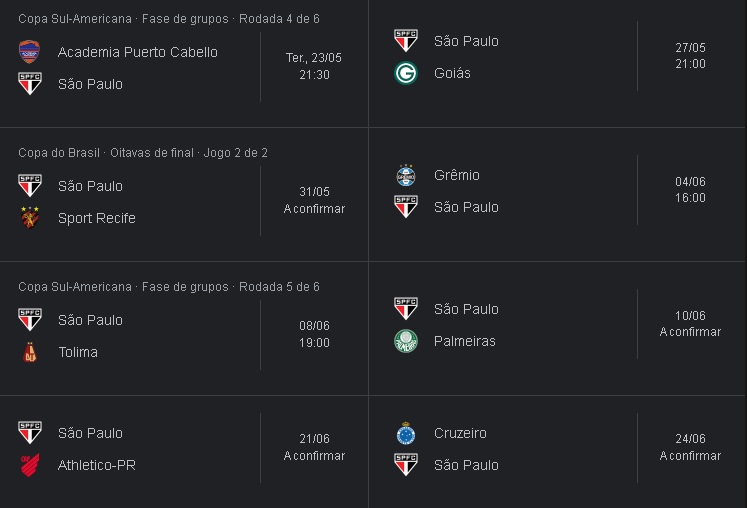 Copa Sul-Americana · Fase de grupos · Rodada 4 de 6
Academia Puerto Cabello
São Paulo
Ter., 23/05
21:30
São Paulo
Goiás
27/05
21:00
Copa do Brasil · Oitavas de final · Jogo 2 de 2
São Paulo
Sport Recife
31/05
A confirmar
Grêmio
São Paulo
04/06
16:00
Copa Sul-Americana · Fase de grupos · Rodada 5 de 6
São Paulo
Tolima
08/06
19:00
São Paulo
Palmeiras
10/06
A confirmar
São Paulo
Athletico-PR
21/06
A confirmar
Cruzeiro
São Paulo
24/06
A confirmar